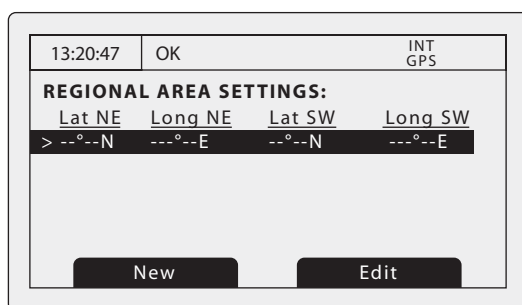 13:20:47 OK INT
GPS
REGIONAL AREA SETTINGS:
Lat NE Long NE Lat SW Long SW
> --°--N ---°--E --°--N ---°--E
New Edit